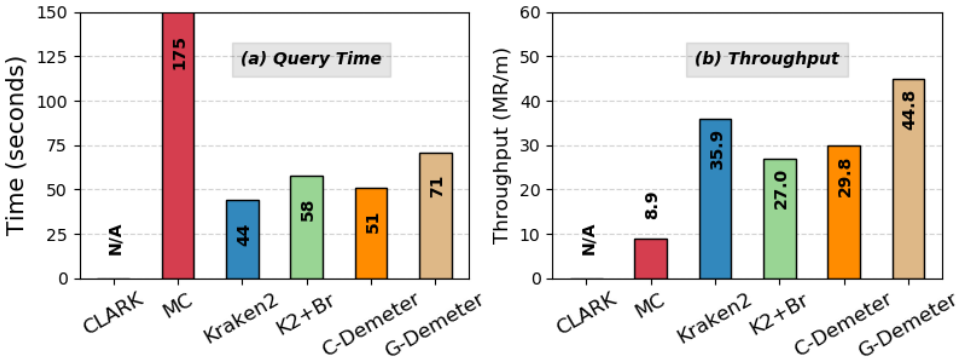 (a) Query Time
Time (seconds)
150
125
100
75
50
25
0
N/A
175
44
58
51
71
CLARK
MC
Kraken2
K2+Br
C-Demeter
G-Demeter
(b) Throughput
Throughput (MR/m)
60
50
40
30
20
10
0
N/A
8.9
35.9
27.0
29.8
44.8
CLARK
MC
Kraken2
K2+Br
C-Demeter
G-Demeter